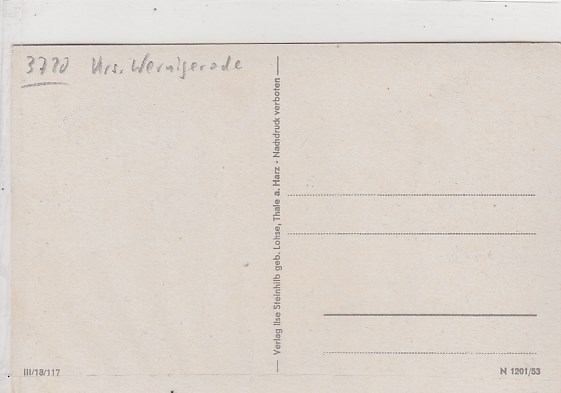 3720 Krs. Wernigerode
— Verlag Ilse Steinhilb geb. Lohse, Thale a. Harz • Nachdruck verboten —
III/18/117
N 1201/53